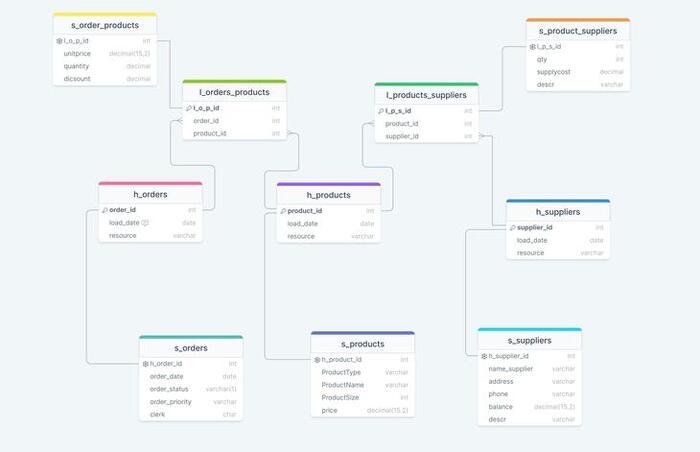 s_order_products
l_o_p_id int
unitprice decimal(15,2)
quantity decimal
dicsount decimal
s_product_suppliers
l_p_s_id int
qty int
supplycost decimal
descr varchar
l_orders_products
l_o_p_id int
order_id int
product_id int
l_products_suppliers
l_p_s_id int
product_id int
supplier_id int
h_orders
order_id int
load_date date
resource varchar
h_products
product_id int
load_date date
resource varchar
h_suppliers
supplier_id int
load_date date
resource varchar
s_orders
h_order_id int
order_date date
order_status varchar(1)
order_priority varchar
clerk char
s_products
h_product_id int
ProductType varchar
ProductName varchar
ProductSize int
price decimal(15,2)
s_suppliers
h_supplier_id int
name_supplier varchar
address varchar
phone varchar
balance decimal(15,2)
descr varchar